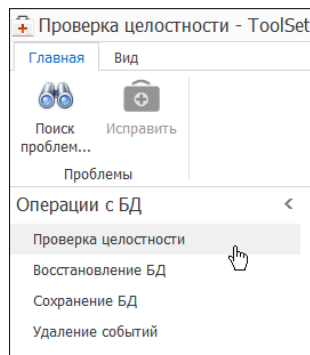 Проверка целостности - ToolSet
Главная Вид
Поиск проблем... Исправить
Проблемы
Операции с БД
Проверка целостности
Восстановление БД
Сохранение БД
Удаление событий